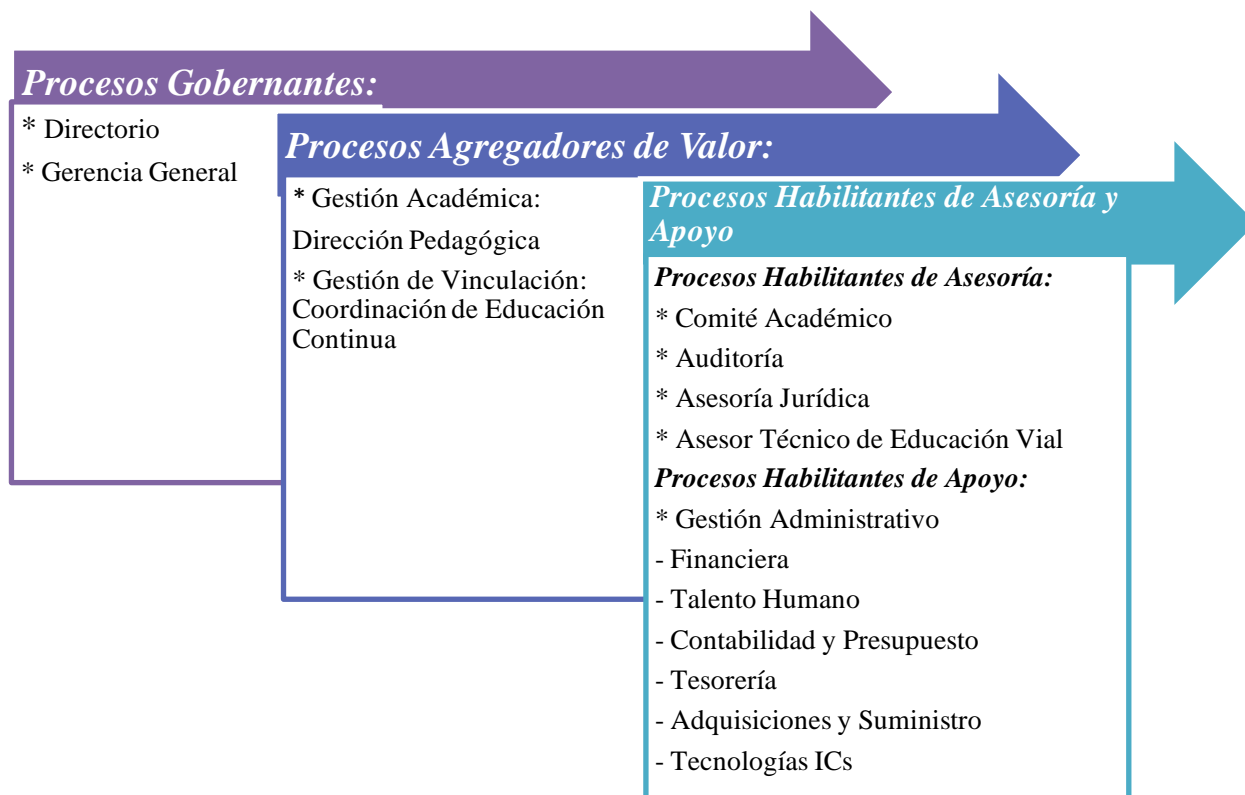 Procesos Gobernantes:
* Directorio
* Gerencia General
Procesos Agregadores de Valor:
* Gestión Académica:
Dirección Pedagógica
* Gestión de Vinculación:
Coordinación de Educación
Continua
Procesos Habilitantes de Asesoría y
Apoyo
Procesos Habilitantes de Asesoría:
* Comité Académico
* Auditoría
* Asesoría Jurídica
* Asesor Técnico de Educación Vial
Procesos Habilitantes de Apoyo:
* Gestión Administrativo
- Financiera
- Talento Humano
- Contabilidad y Presupuesto
- Tesorería
- Adquisiciones y Suministro
- Tecnologías ICs